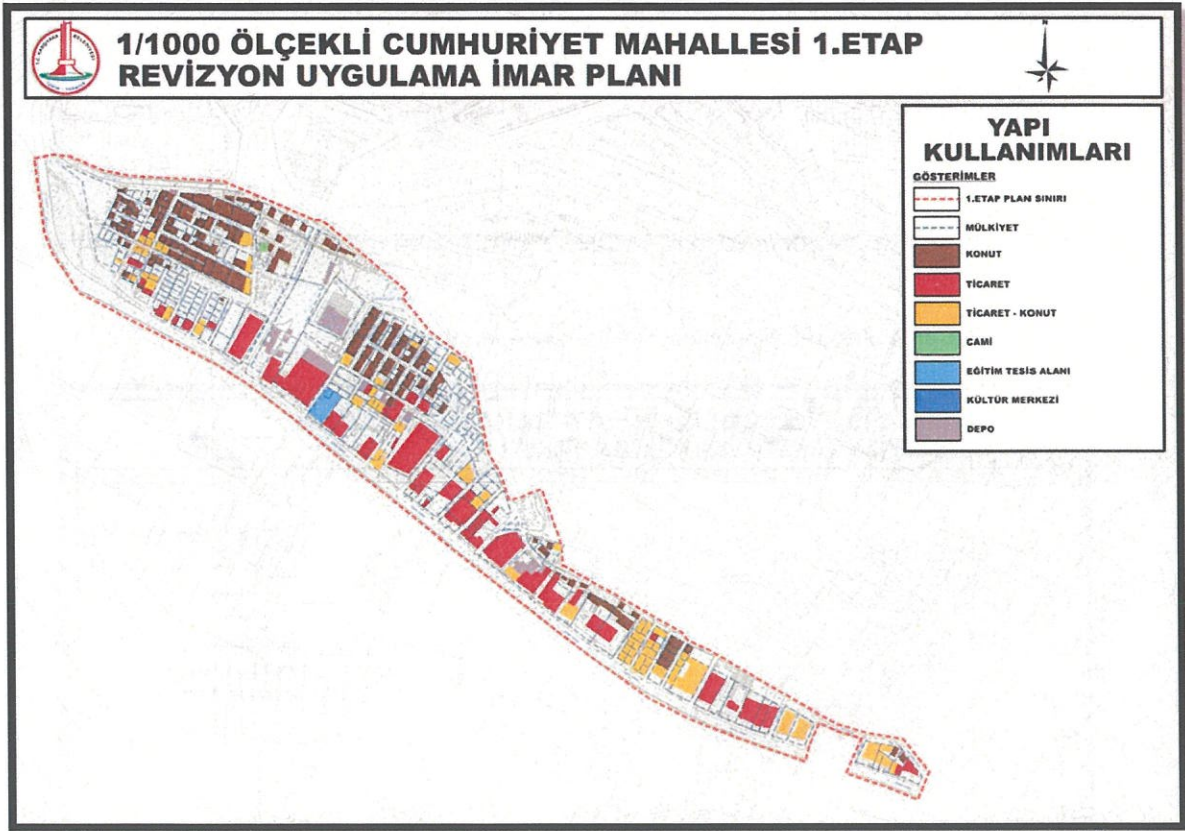 1/1000 ÖLÇEKLİ CUMHURİYET MAHALLESİ 1.ETAP
REVİZYON UYGULAMA İMAR PLANI
N
YAPI
KULLANIMLARI
GÖSTERİMLER
1.ETAP PLAN SINIRI
MÜLKİYET
KONUT
TİCARET
TİCARET - KONUT
CAMİ
EĞİTİM TESİS ALANI
KÜLTÜR MERKEZİ
DEPO